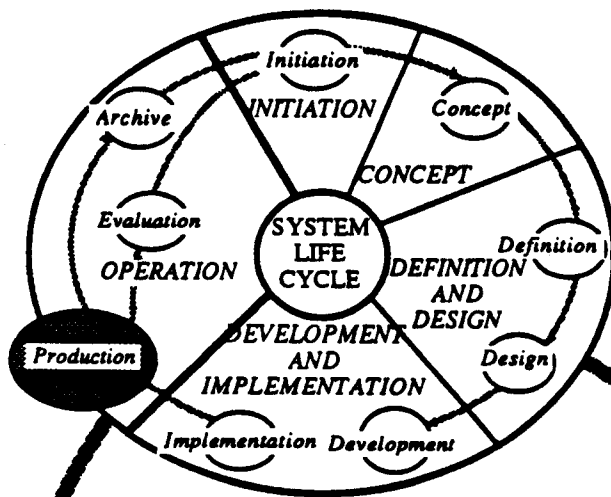 Initiation
INITIATION
Concept
CONCEPT
Archive
Evaluation
OPERATION
SYSTEM
LIFE
CYCLE
Definition
DEFINITION
AND
DESIGN
Design
DEVELOPMENT
AND
IMPLEMENTATION
Production
Implementation
Development